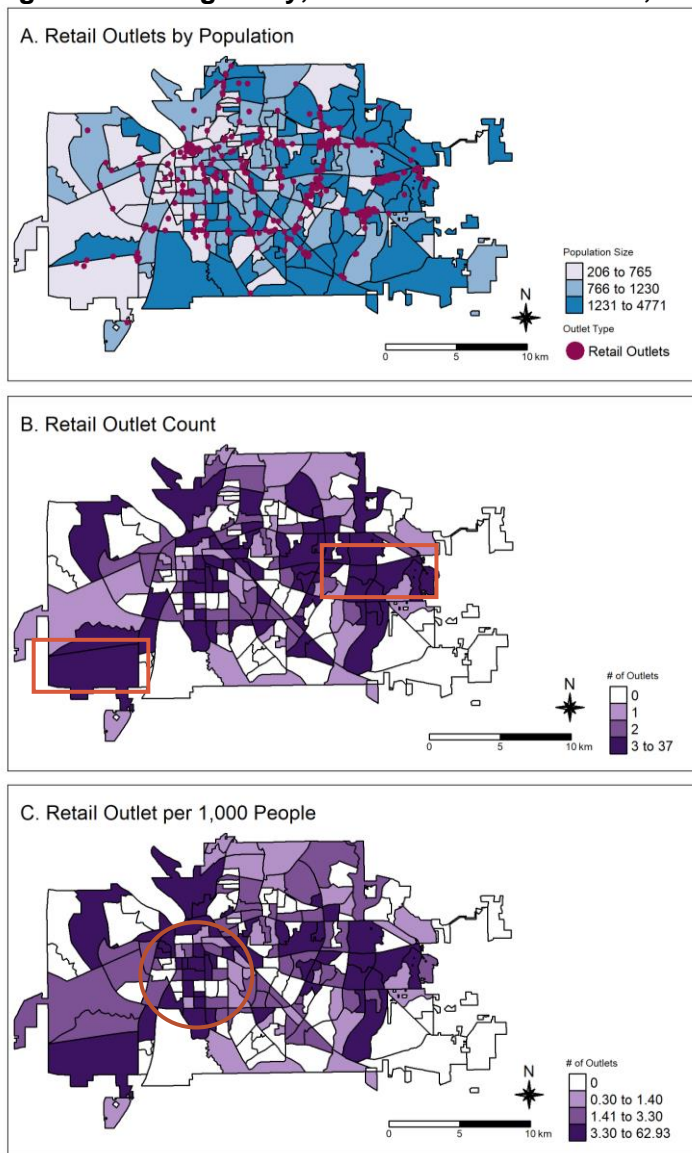 A. Retail Outlets by Population
Population Size
206 to 765
766 to 1230
1231 to 4771
Outlet Type
Retail Outlets
N
0 5 10 km
B. Retail Outlet Count
# of Outlets
0
1
2
3 to 37
N
0 5 10 km
C. Retail Outlet per 1,000 People
# of Outlets
0
0.30 to 1.40
1.41 to 3.30
3.30 to 62.93
N
0 5 10 km